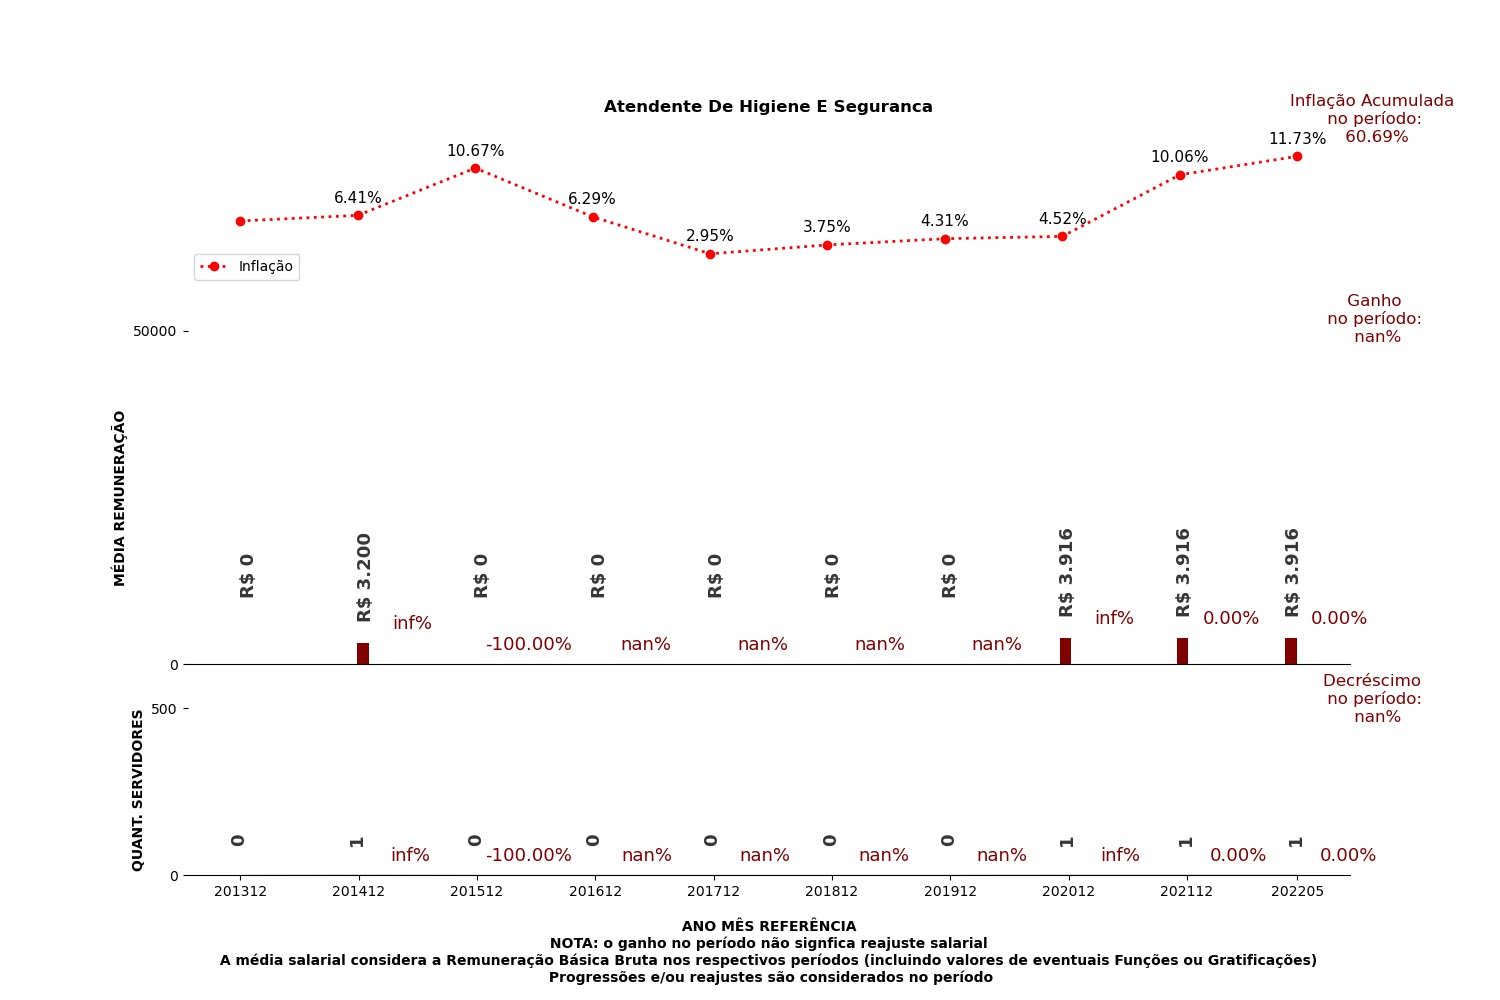 Atendente De Higiene E Seguranca
Inflação Acumulada
no período:
60.69%
6.41%
10.67%
6.29%
2.95%
3.75%
4.31%
4.52%
10.06%
11.73%
Inflação
Ganho
no período:
nan%
50000
0
MÉDIA REMUNERAÇÃO
R$ 0
R$ 3.200
R$ 0
R$ 0
R$ 0
R$ 0
R$ 0
R$ 3.916
R$ 3.916
R$ 3.916
inf%
-100.00%
nan%
nan%
nan%
nan%
inf%
0.00%
0.00%
Decréscimo
no período:
nan%
500
0
QUANT. SERVIDORES
0
1
0
0
0
0
0
1
1
1
inf%
-100.00%
nan%
nan%
nan%
nan%
inf%
0.00%
0.00%
201312
201412
201512
201612
201712
201812
201912
202012
202112
202205
ANO MÊS REFERÊNCIA
NOTA: o ganho no período não signfica reajuste salarial
A média salarial considera a Remuneração Básica Bruta nos respectivos períodos (incluindo valores de eventuais Funções ou Gratificações)
Progressões e/ou reajustes são considerados no período